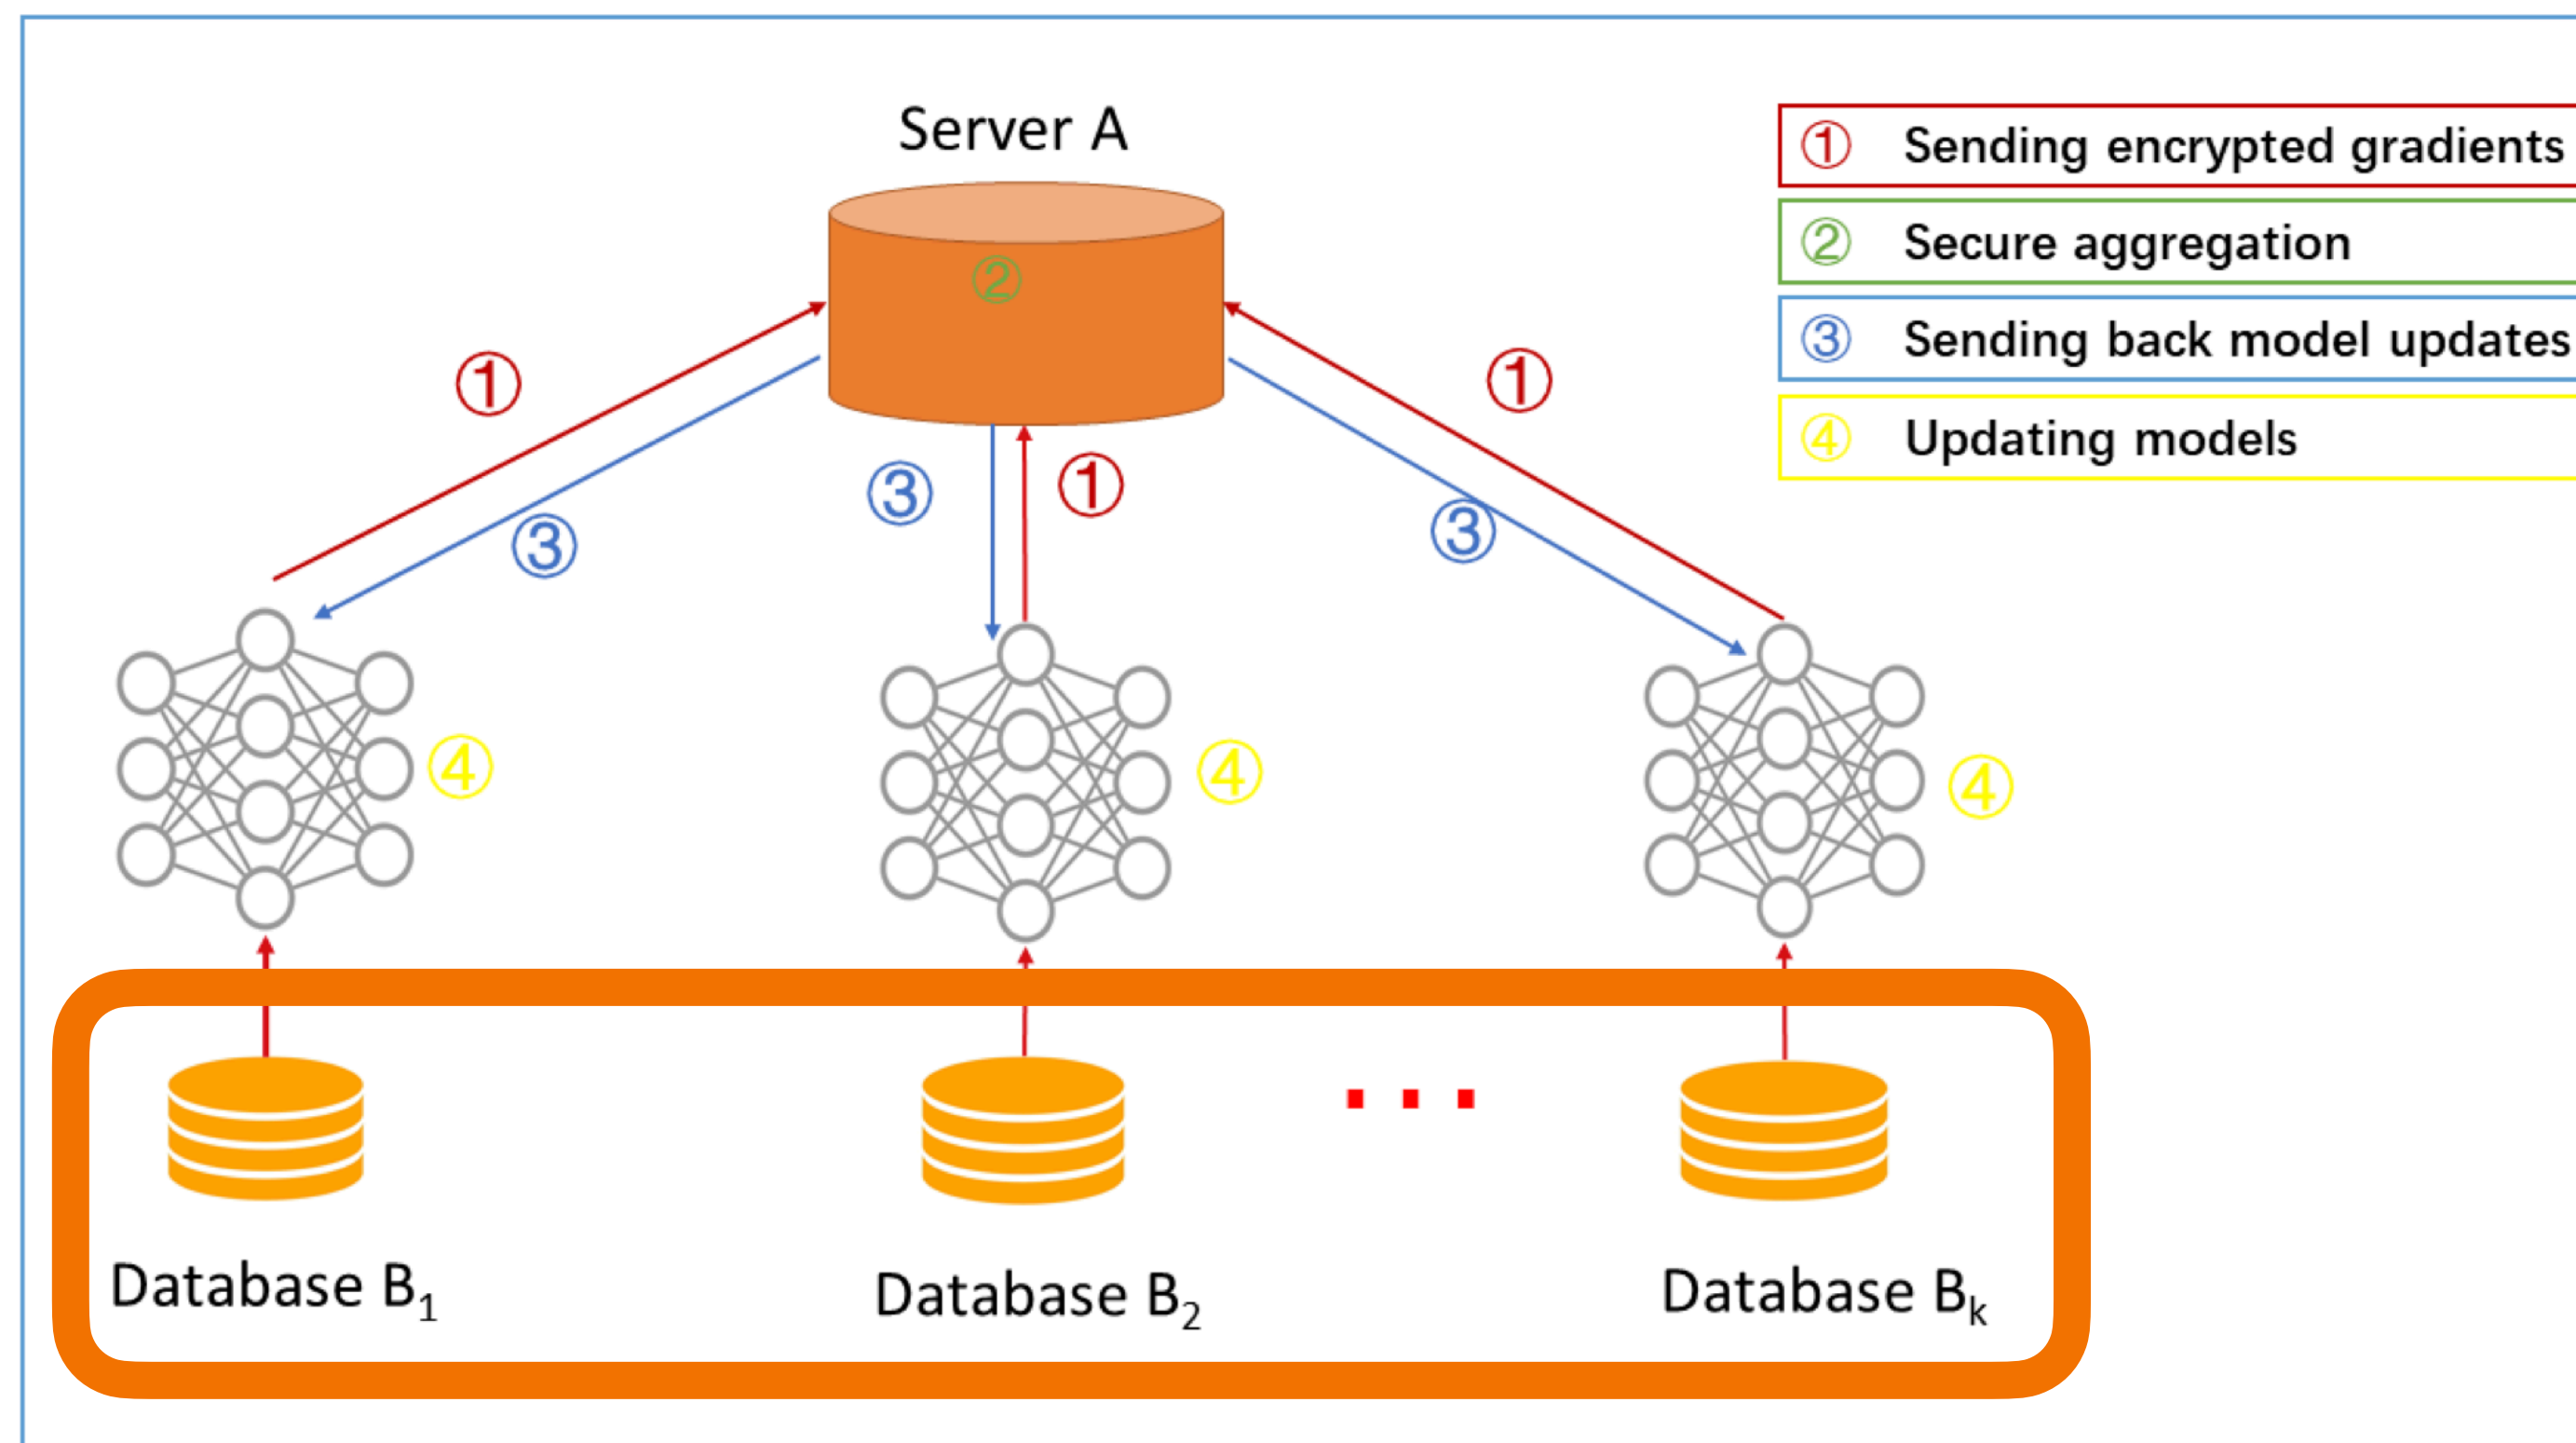 Server A
① Sending encrypted gradients
② Secure aggregation
③ Sending back model updates
④ Updating models
②
①
①
③
①
③
③
④
④
④
Database B₁
Database B₂
Database Bₖ